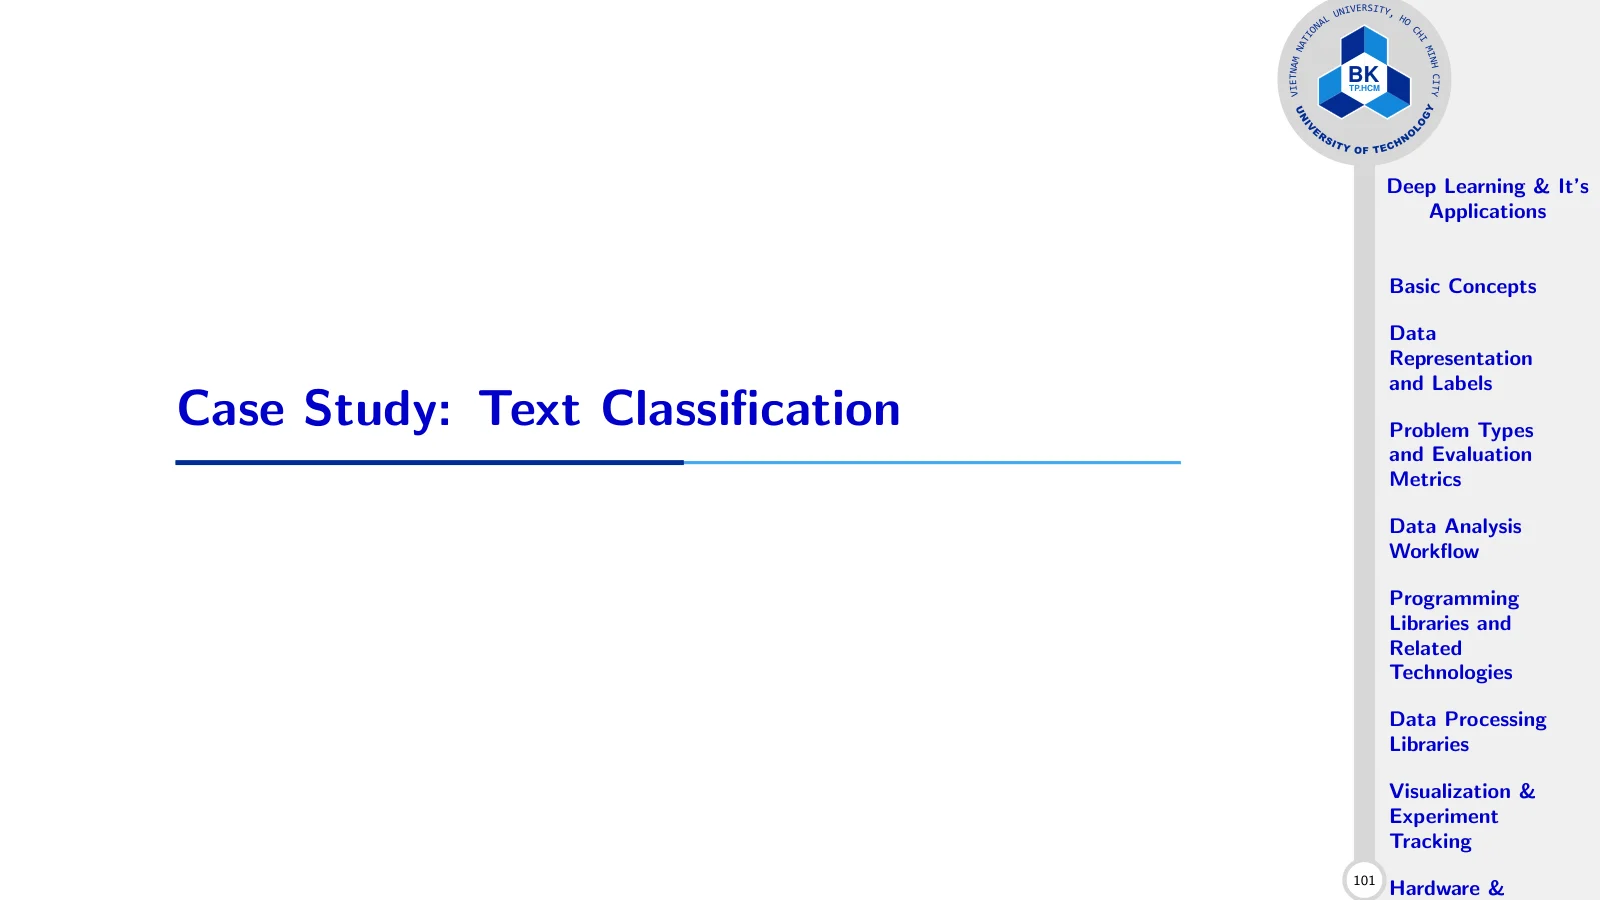 VIETNAM NATIONAL UNIVERSITY, HO CHI MINH CITY
BK
TP.HCM
UNIVERSITY OF TECHNOLOGY
Deep Learning & It's
Applications
Basic Concepts
Data
Representation
and Labels
Problem Types
and Evaluation
Metrics
Data Analysis
Workflow
Programming
Libraries and
Related
Technologies
Data Processing
Libraries
Visualization &
Experiment
Tracking
Hardware &
Case Study: Text Classification
101